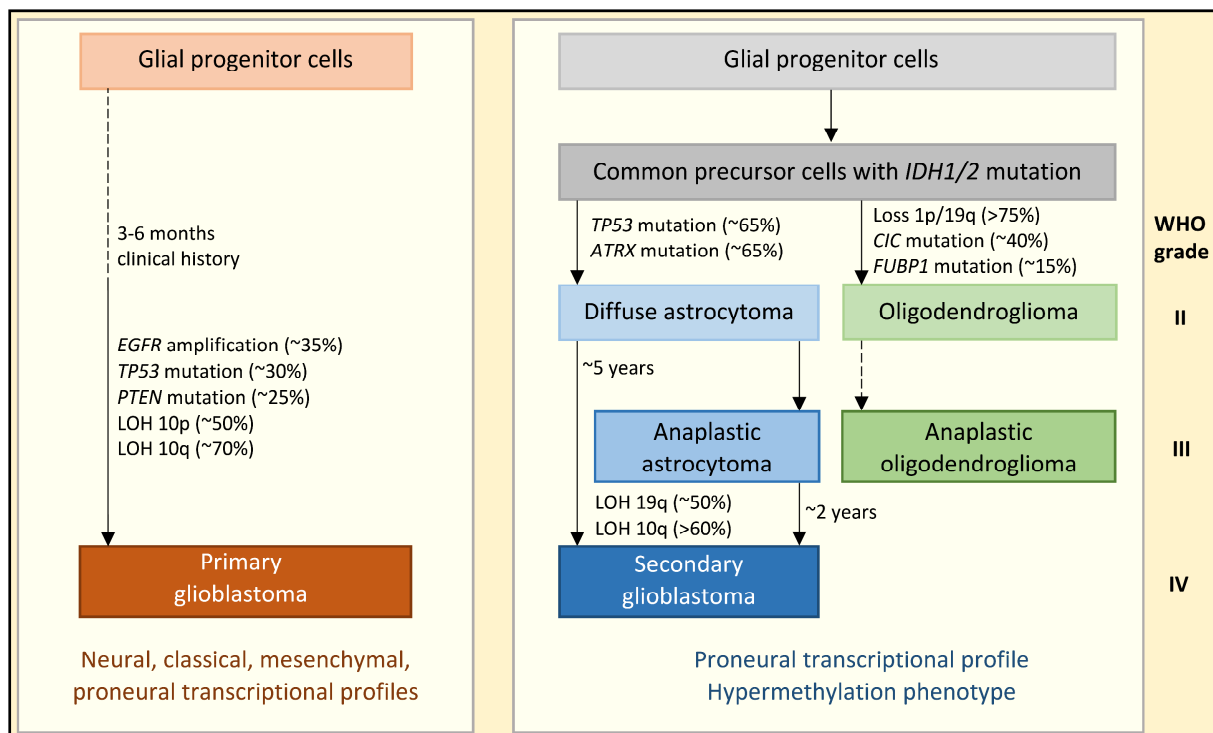 Glial progenitor cells
3-6 months
clinical history
EGFR amplification (~35%)
TP53 mutation (~30%)
PTEN mutation (~25%)
LOH 10p (~50%)
LOH 10q (~70%)
Primary
glioblastoma
Neural, classical, mesenchymal,
proneural transcriptional profiles
Glial progenitor cells
Common precursor cells with IDH1/2 mutation
TP53 mutation (~65%)
ATRX mutation (~65%)
Loss 1p/19q (>75%)
CIC mutation (~40%)
FUBP1 mutation (~15%)
Diffuse astrocytoma
Oligodendroglioma
~5 years
Anaplastic
astrocytoma
Anaplastic
oligodendroglioma
LOH 19q (~50%)
LOH 10q (>60%)
~2 years
Secondary
glioblastoma
Proneural transcriptional profile
Hypermethylation phenotype
WHO
grade
II
III
IV